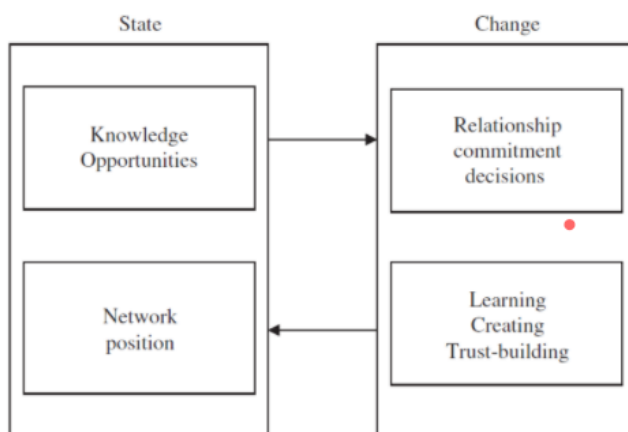 State
Change
Knowledge
Opportunities
Relationship
commitment
decisions
Network
position
Learning
Creating
Trust-building